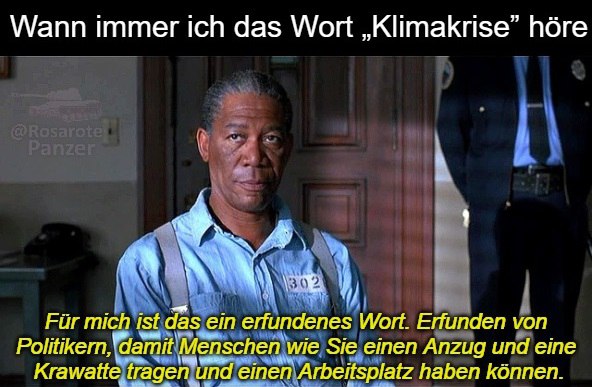 Wann immer ich das Wort „Klimakrise” höre
@Rosarote
Panzer
302
Für mich ist das ein erfundenes Wort. Erfunden von
Politikern, damit Menschen wie Sie einen Anzug und eine
Krawatte tragen und einen Arbeitsplatz haben können.